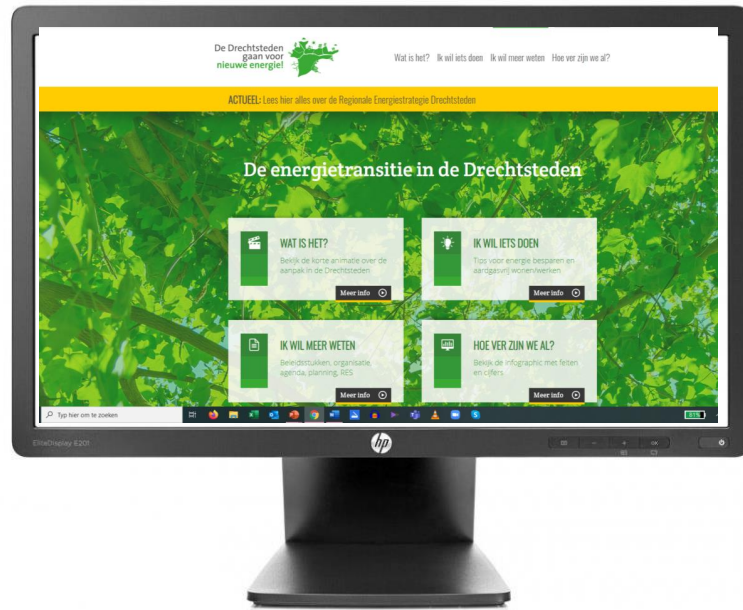 De Drechtsteden
gaan voor
nieuwe energie!
Wat is het? Ik wil iets doen Ik wil meer weten Hoe ver zijn we al?
ACTUEEL: Lees hier alles over de Regionale Energiestrategie Drechtsteden
De energietransitie in de Drechtsteden
WAT IS HET?
Bekijk de korte animatie over de
aanpak in de Drechtsteden
Meer info
IK WIL IETS DOEN
Tips voor energie besparen en
aardgasvrij wonen/werken
Meer info
IK WIL MEER WETEN
Beleidsstukken, organisatie,
agenda, planning, RES
Meer info
HOE VER ZIJN WE AL?
Bekijk de infographic met feiten
en cijfers
Meer info
Typ hier om te zoeken
EliteDisplay E201
hp
OK